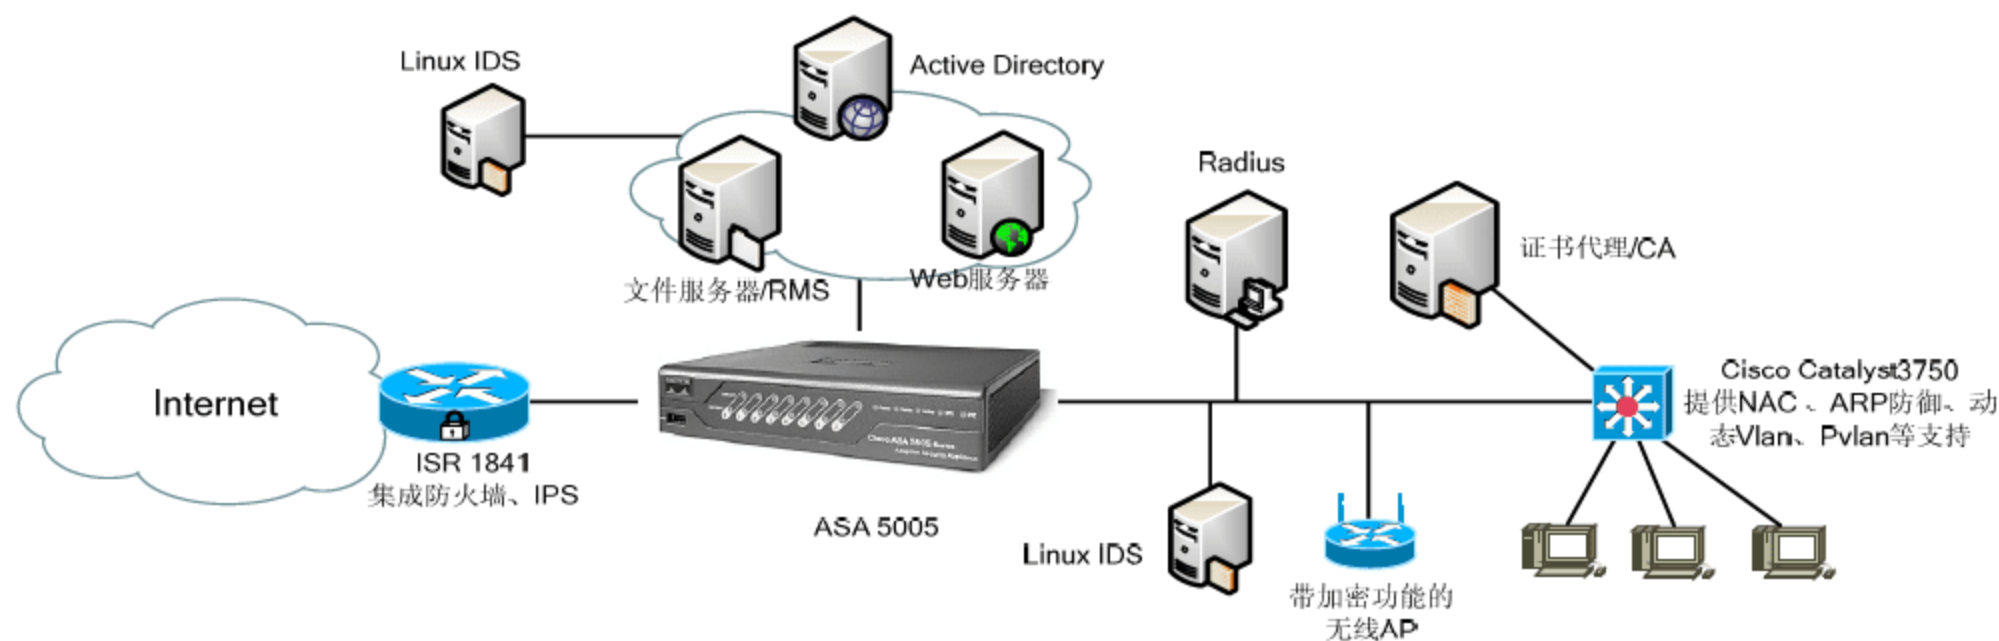 Linux IDS
Active Directory
文件服务器/RMS
Web服务器
Radius
证书代理/CA
Internet
ISR 1841
集成防火墙、IPS
ASA 5005
Cisco Catalyst3750
提供NAC、ARP防御、动
态Vlan、Pvlan等支持
Linux IDS
带加密功能的
无线AP